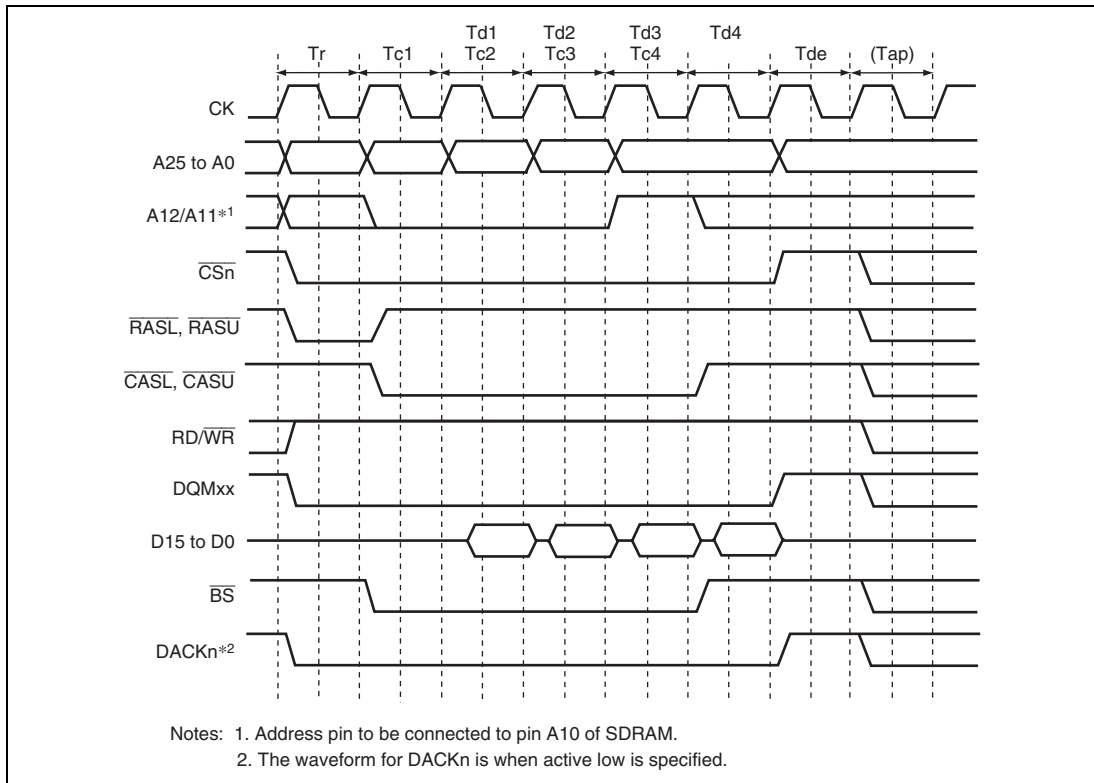 Td1 Td2 Td3 Td4
Tr Tc1 Tc2 Tc3 Tc4 Tde (Tap)
CK
A25 to A0
A12/A11*1
CSn
RASL, RASU
CASL, CASU
RD/WR
DQMxx
D15 to D0
BS
DACKn*2
Notes: 1. Address pin to be connected to pin A10 of SDRAM.
2. The waveform for DACKn is when active low is specified.